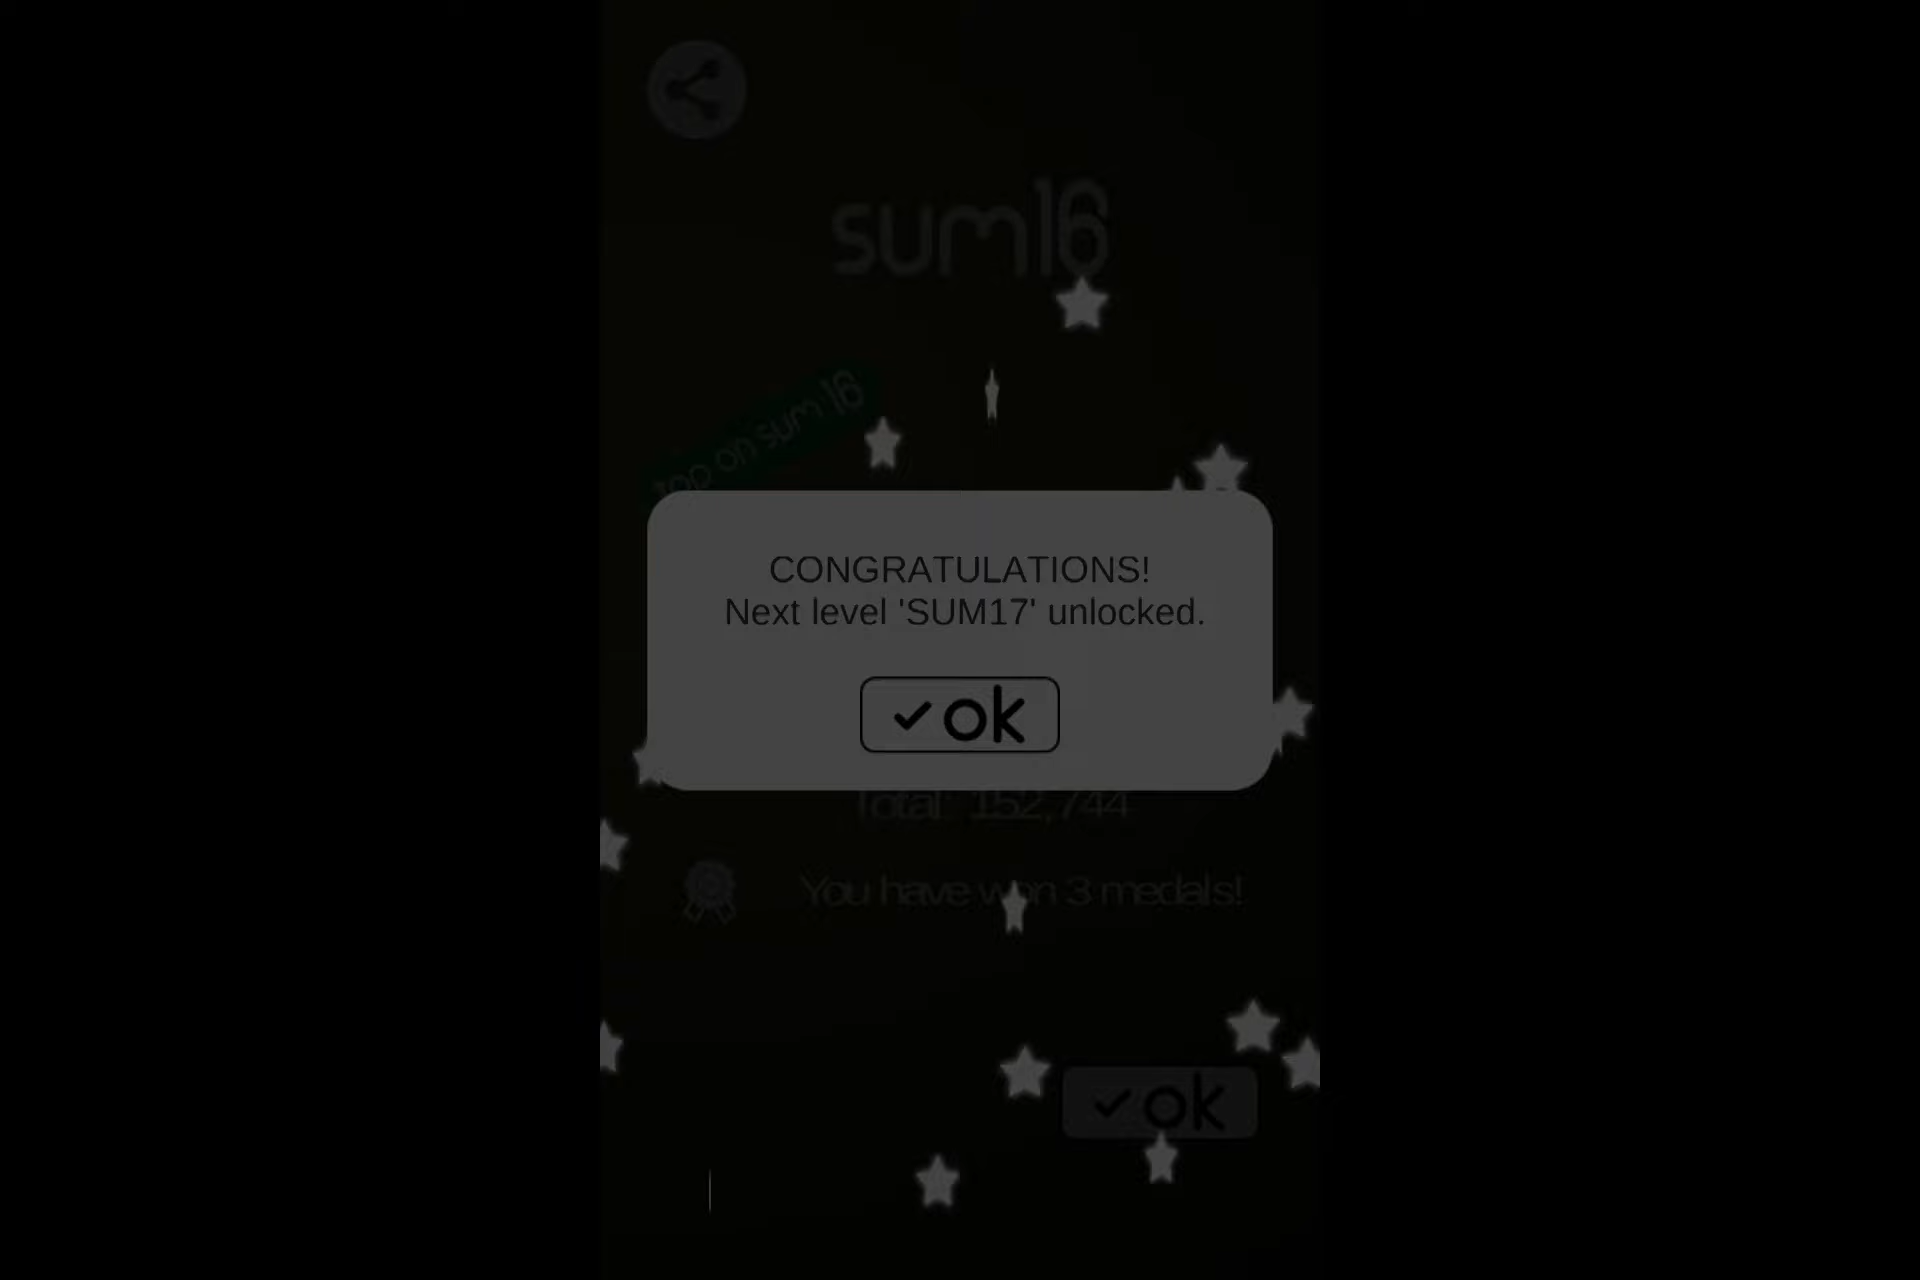 sum16
top on sum 16
CONGRATULATIONS!
Next level 'SUM17' unlocked.
ok
Total 152,744
You have won 3 medals!
ok